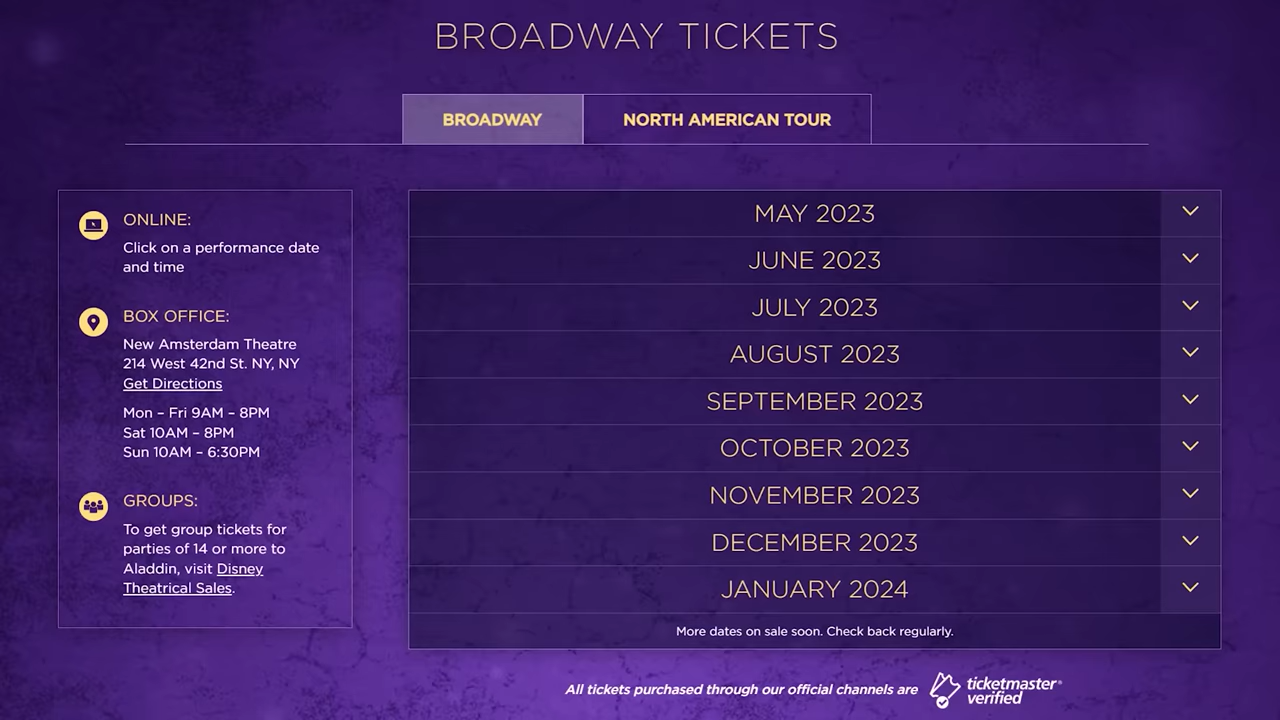 BROADWAY TICKETS
BROADWAY
NORTH AMERICAN TOUR
ONLINE:
Click on a performance date
and time
BOX OFFICE:
New Amsterdam Theatre
214 West 42nd St. NY, NY
Get Directions
Mon – Fri 9AM – 8PM
Sat 10AM – 8PM
Sun 10AM – 6:30PM
GROUPS:
To get group tickets for
parties of 14 or more to
Aladdin, visit Disney
Theatrical Sales.
MAY 2023
JUNE 2023
JULY 2023
AUGUST 2023
SEPTEMBER 2023
OCTOBER 2023
NOVEMBER 2023
DECEMBER 2023
JANUARY 2024
More dates on sale soon. Check back regularly.
All tickets purchased through our official channels are
ticketmaster®
verified